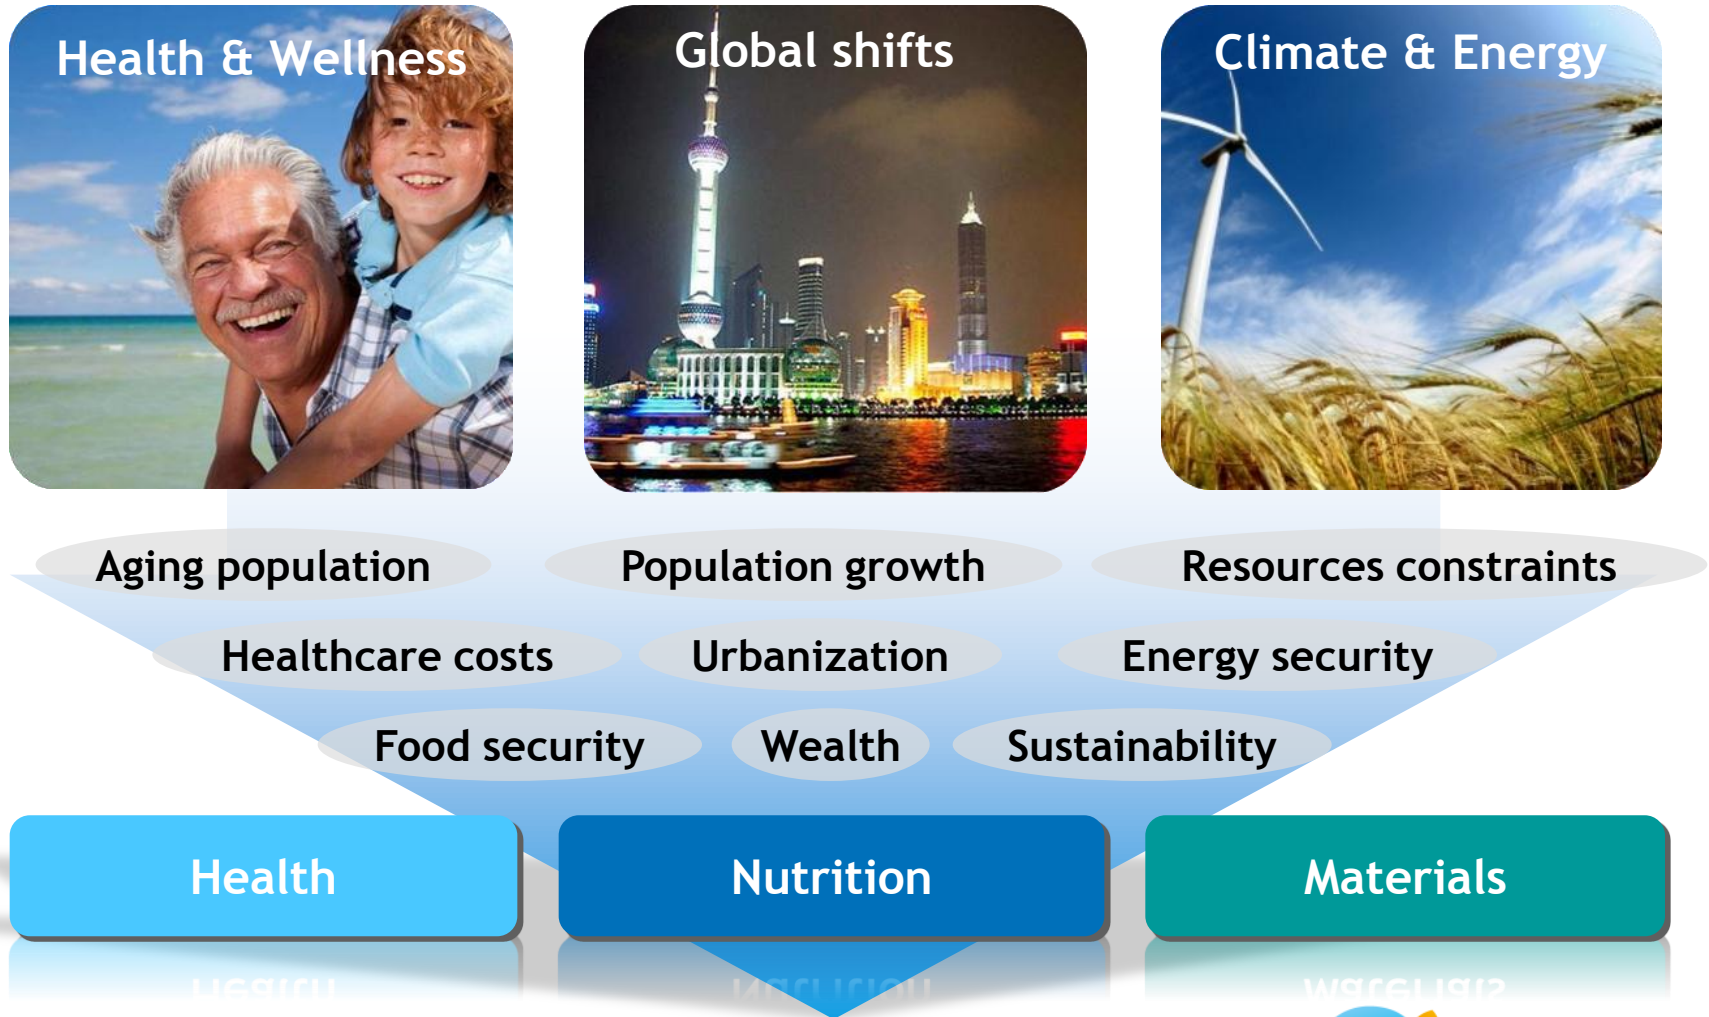 Health & Wellness
Global shifts
Climate & Energy
Aging population
Population growth
Resources constraints
Healthcare costs
Urbanization
Energy security
Food security
Wealth
Sustainability
Health
Nutrition
Materials